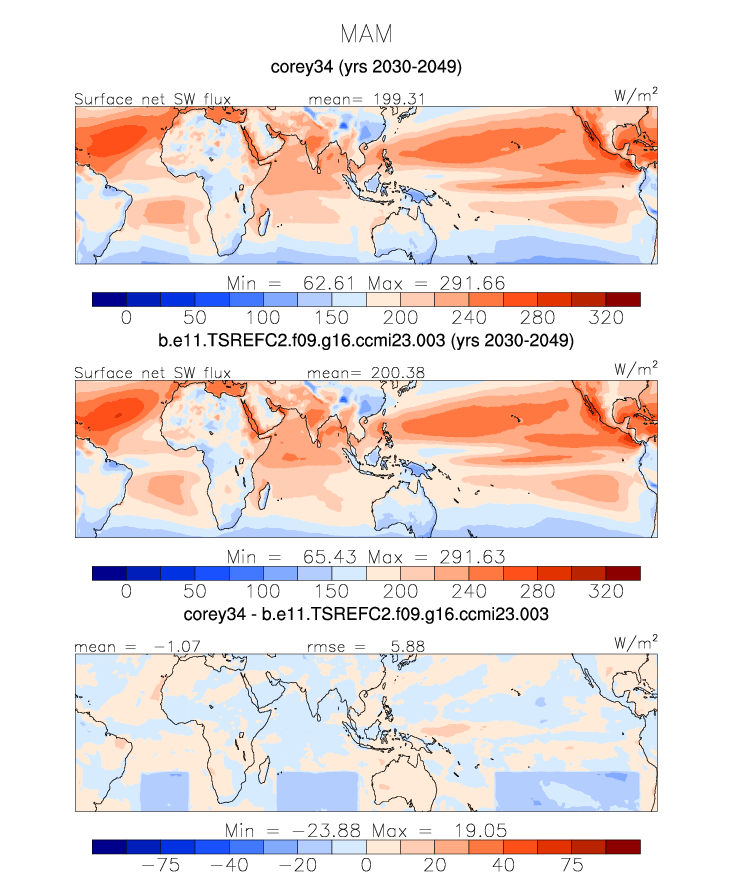 MAM
corey34 (yrs 2030-2049)
Surface net SW flux mean= 199.31 W/m²
Min = 62.61 Max = 291.66
0 50 100 150 200 240 280 320
b.e11.TSREFC2.f09.g16.ccmi23.003 (yrs 2030-2049)
Surface net SW flux mean= 200.38 W/m²
Min = 65.43 Max = 291.63
0 50 100 150 200 240 280 320
corey34 - b.e11.TSREFC2.f09.g16.ccmi23.003
mean = -1.07 rmse = 5.88 W/m²
Min = -23.88 Max = 19.05
-75 -40 -20 0 20 40 75